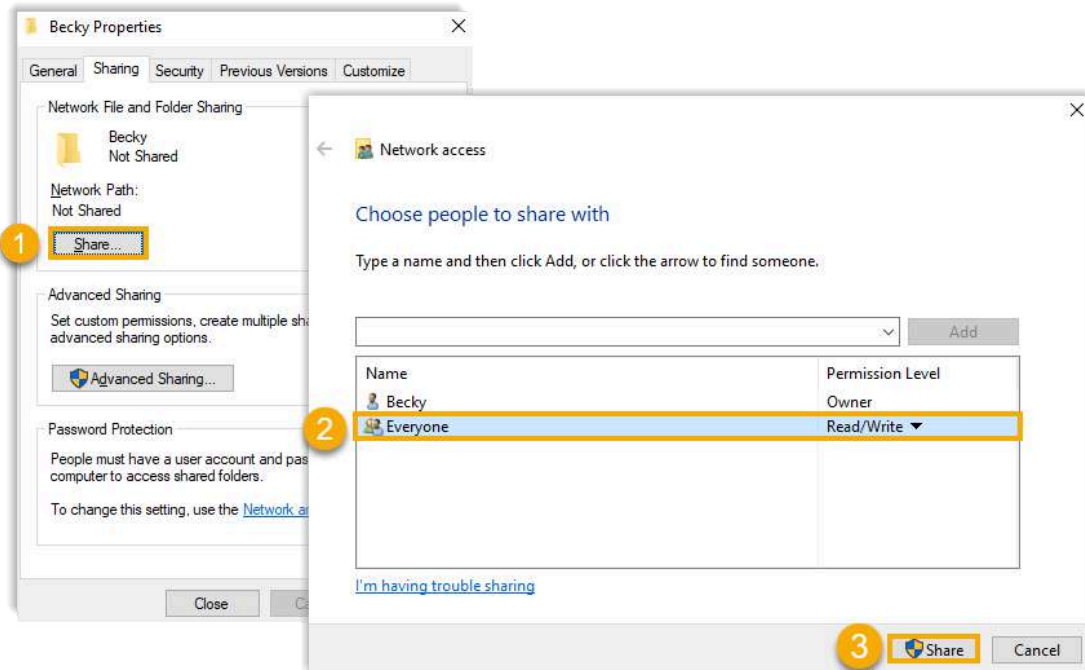 Becky Properties
General Sharing Security Previous Versions Customize
Network File and Folder Sharing
Becky
Not Shared
Network Path:
Not Shared
1
Share...
Advanced Sharing
Set custom permissions, create multiple
advanced sharing options.
Advanced Sharing...
Password Protection
People must have a user account and
computer to access shared folders.
To change this setting, use the Network
Close
Network access
Choose people to share with
Type a name and then click Add, or click the arrow to find someone.
Add
Name Permission Level
Becky Owner
2
Everyone Read/Write
I'm having trouble sharing
3
Share Cancel